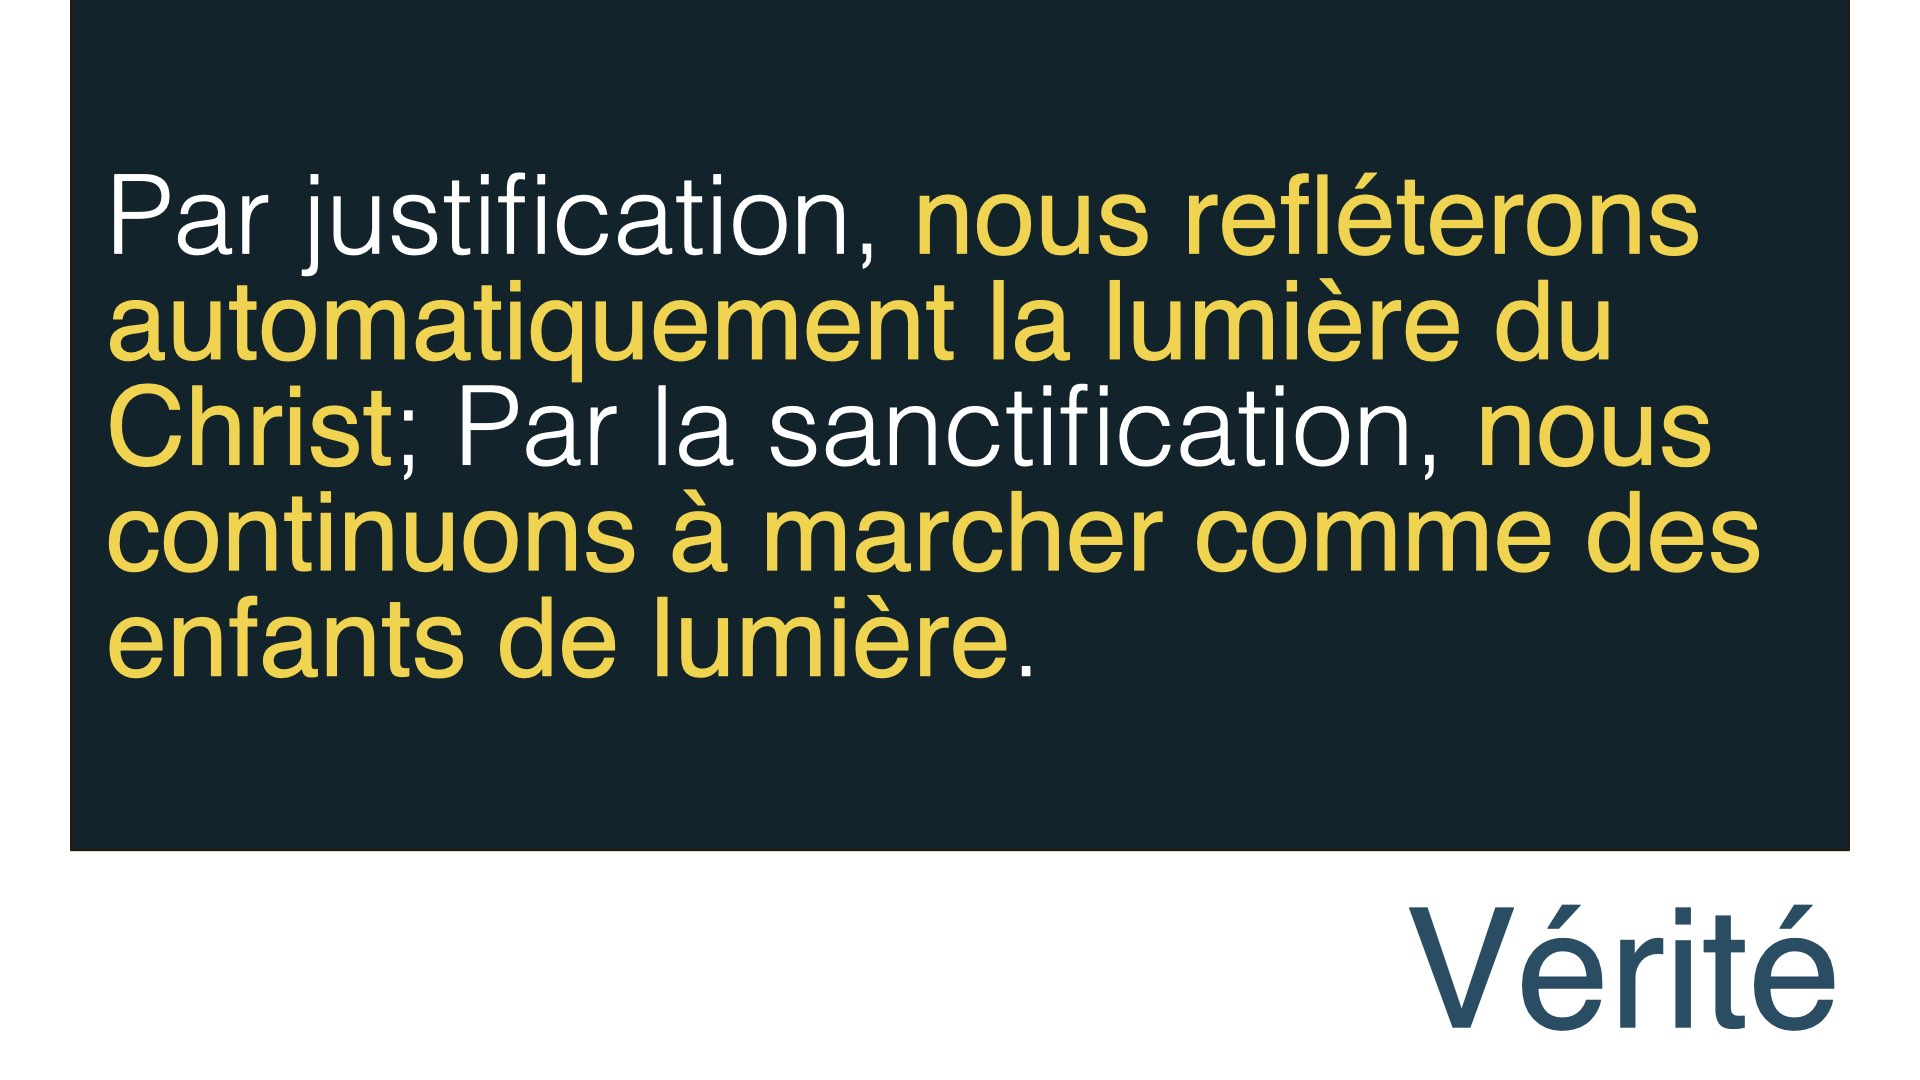 Par justification, nous refléterons
automatiquement la lumière du
Christ; Par la sanctification, nous
continuons à marcher comme des
enfants de lumière.
Vérité